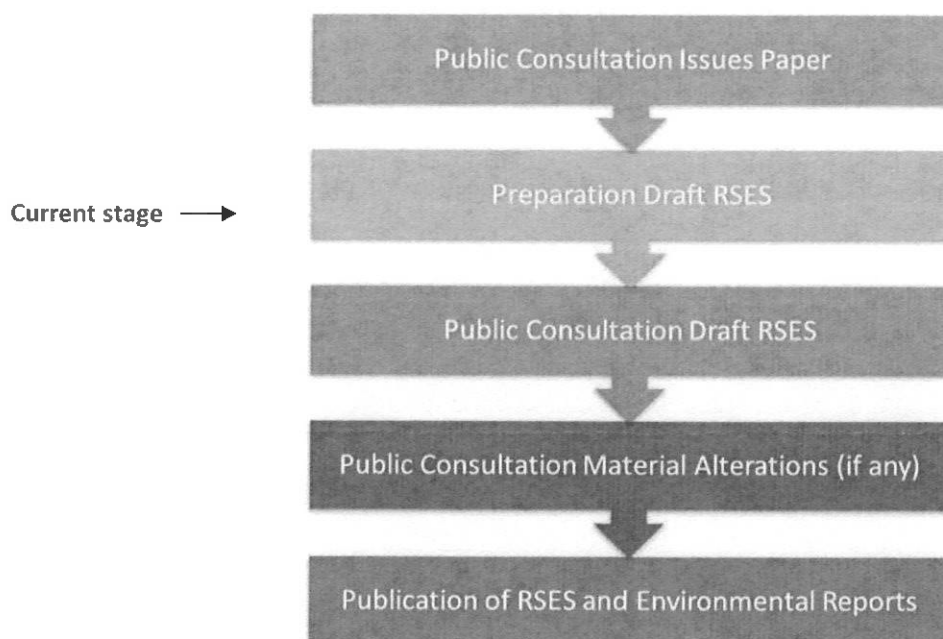 Public Consultation Issues Paper
Current stage
Preparation Draft RSES
Public Consultation Draft RSES
Public Consultation Material Alterations (if any)
Publication of RSES and Environmental Reports